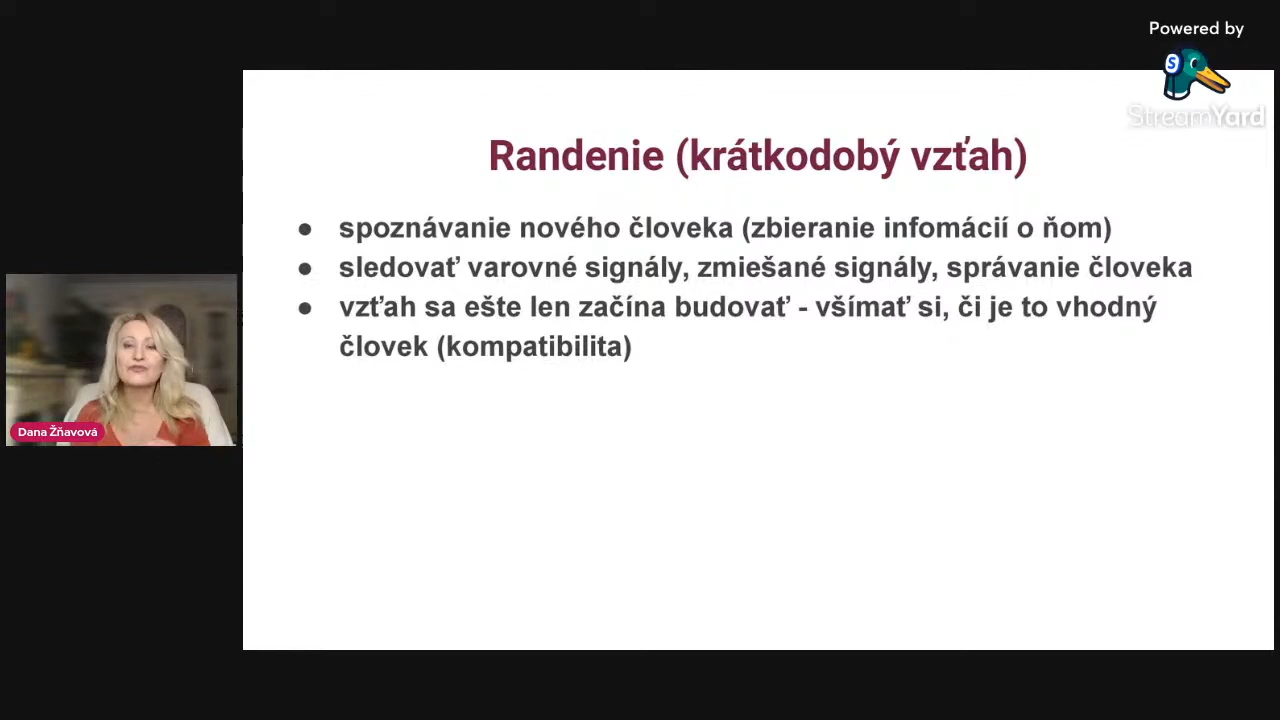 Powered by
StreamYard
Randenie (krátkodobý vzťah)
● spoznávanie nového človeka (zbieranie infomácií o ňom)
● sledovať varovné signály, zmiešané signály, správanie človeka
● vzťah sa ešte len začína budovať - všímať si, či je to vhodný
človek (kompatibilita)
Dana Žňavová